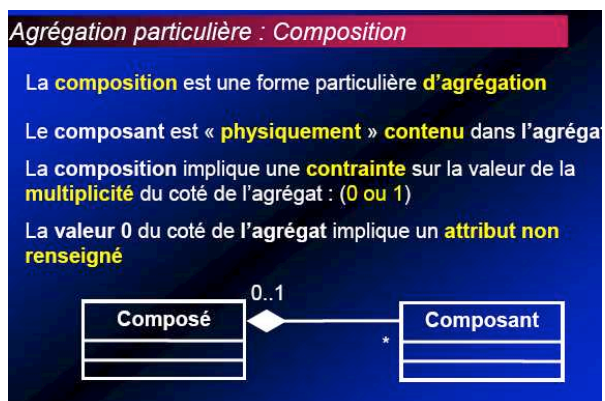 Agrégation particulière : Composition
La composition est une forme particulière d'agrégation
Le composant est « physiquement » contenu dans l'agréga
La composition implique une contrainte sur la valeur de la
multiplicité du coté de l'agrégat : (0 ou 1)
La valeur 0 du coté de l'agrégat implique un attribut non
renseigné
0..1
Composé
Composant
*